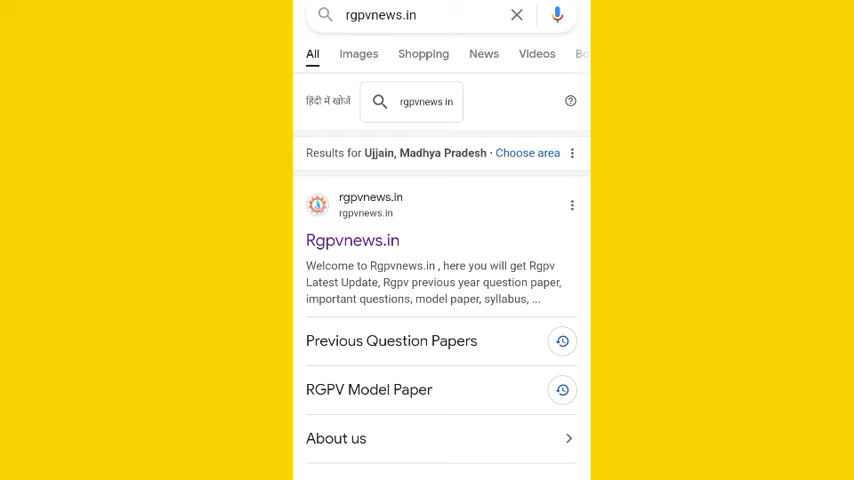 rgpvnews.in
All Images Shopping News Videos Bo
हिंदी में खोजें rgpvnews in
Results for Ujjain, Madhya Pradesh · Choose area
rgpvnews.in
rgpvnews.in
Rgpvnews.in
Welcome to Rgpvnews.in , here you will get Rgpv
Latest Update, Rgpv previous year question paper,
important questions, model paper, syllabus, ...
Previous Question Papers
RGPV Model Paper
About us